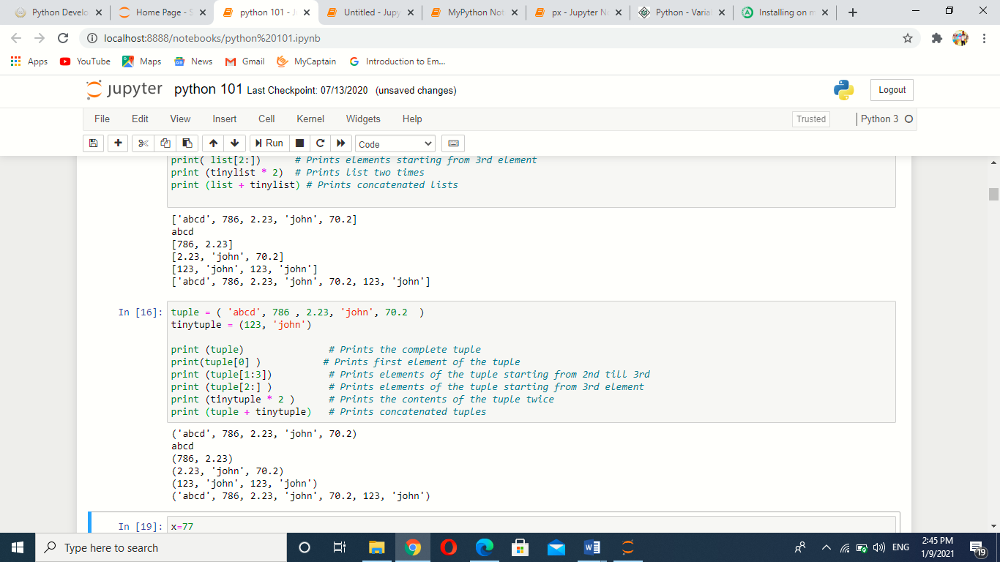 Python Develo
Home Page - S
python 101 - J
Untitled - Jupy
MyPython Not
px - Jupyter No
Python - Varia
Installing on m
localhost:8888/notebooks/python%20101.ipynb
Apps
YouTube
Maps
News
Gmail
MyCaptain
Introduction to Em...
jupyter python 101 Last Checkpoint: 07/13/2020 (unsaved changes)
Logout
File Edit View Insert Cell Kernel Widgets Help
Trusted
Python 3
Run
Code
print( list[2:])      # Prints elements starting from 3rd element
print (tinylist * 2)  # Prints list two times
print (list + tinylist) # Prints concatenated lists
['abcd', 786, 2.23, 'john', 70.2]
abcd
[786, 2.23]
[2.23, 'john', 70.2]
[123, 'john', 123, 'john']
['abcd', 786, 2.23, 'john', 70.2, 123, 'john']
In [16]: tuple = ( 'abcd', 786 , 2.23, 'john', 70.2  )
tinytuple = (123, 'john')
print (tuple)               # Prints the complete tuple
print(tuple[0] )           # Prints first element of the tuple
print (tuple[1:3])          # Prints elements of the tuple starting from 2nd till 3rd
print (tuple[2:] )          # Prints elements of the tuple starting from 3rd element
print (tinytuple * 2 )      # Prints the contents of the tuple twice
print (tuple + tinytuple)   # Prints concatenated tuples
('abcd', 786, 2.23, 'john', 70.2)
abcd
(786, 2.23)
(2.23, 'john', 70.2)
(123, 'john', 123, 'john')
('abcd', 786, 2.23, 'john', 70.2, 123, 'john')
In [19]: x=77
Type here to search
ENG
2:45 PM
1/9/2021
19